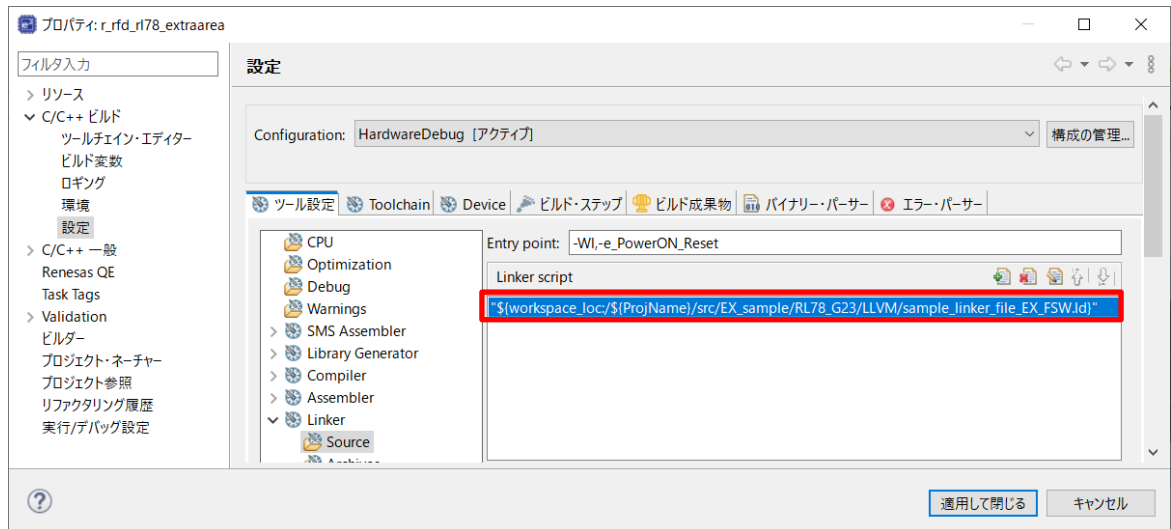 プロパティ: r_rfd_rl78_extraarea
フィルタ入力
設定
リソース
C/C++ ビルド
ツールチェイン・エディター
ビルド変数
ロギング
環境
設定
C/C++ 一般
Renesas QE
Task Tags
Validation
ビルダー
プロジェクト・ネーチャー
プロジェクト参照
リファクタリング履歴
実行/デバッグ設定
Configuration: HardwareDebug [アクティブ]
構成の管理...
ツール設定 Toolchain Device ビルド・ステップ ビルド成果物 バイナリー・パーサー エラー・パーサー
CPU
Optimization
Debug
Warnings
SMS Assembler
Library Generator
Compiler
Assembler
Linker
Source
Archives
Entry point: -Wl,-e_PowerON_Reset
Linker script
"${workspace_loc:/${ProjName}/src/EX_sample/RL78_G23/LLVM/sample_linker_file_EX_FSW.ld}"
適用して閉じる
キャンセル